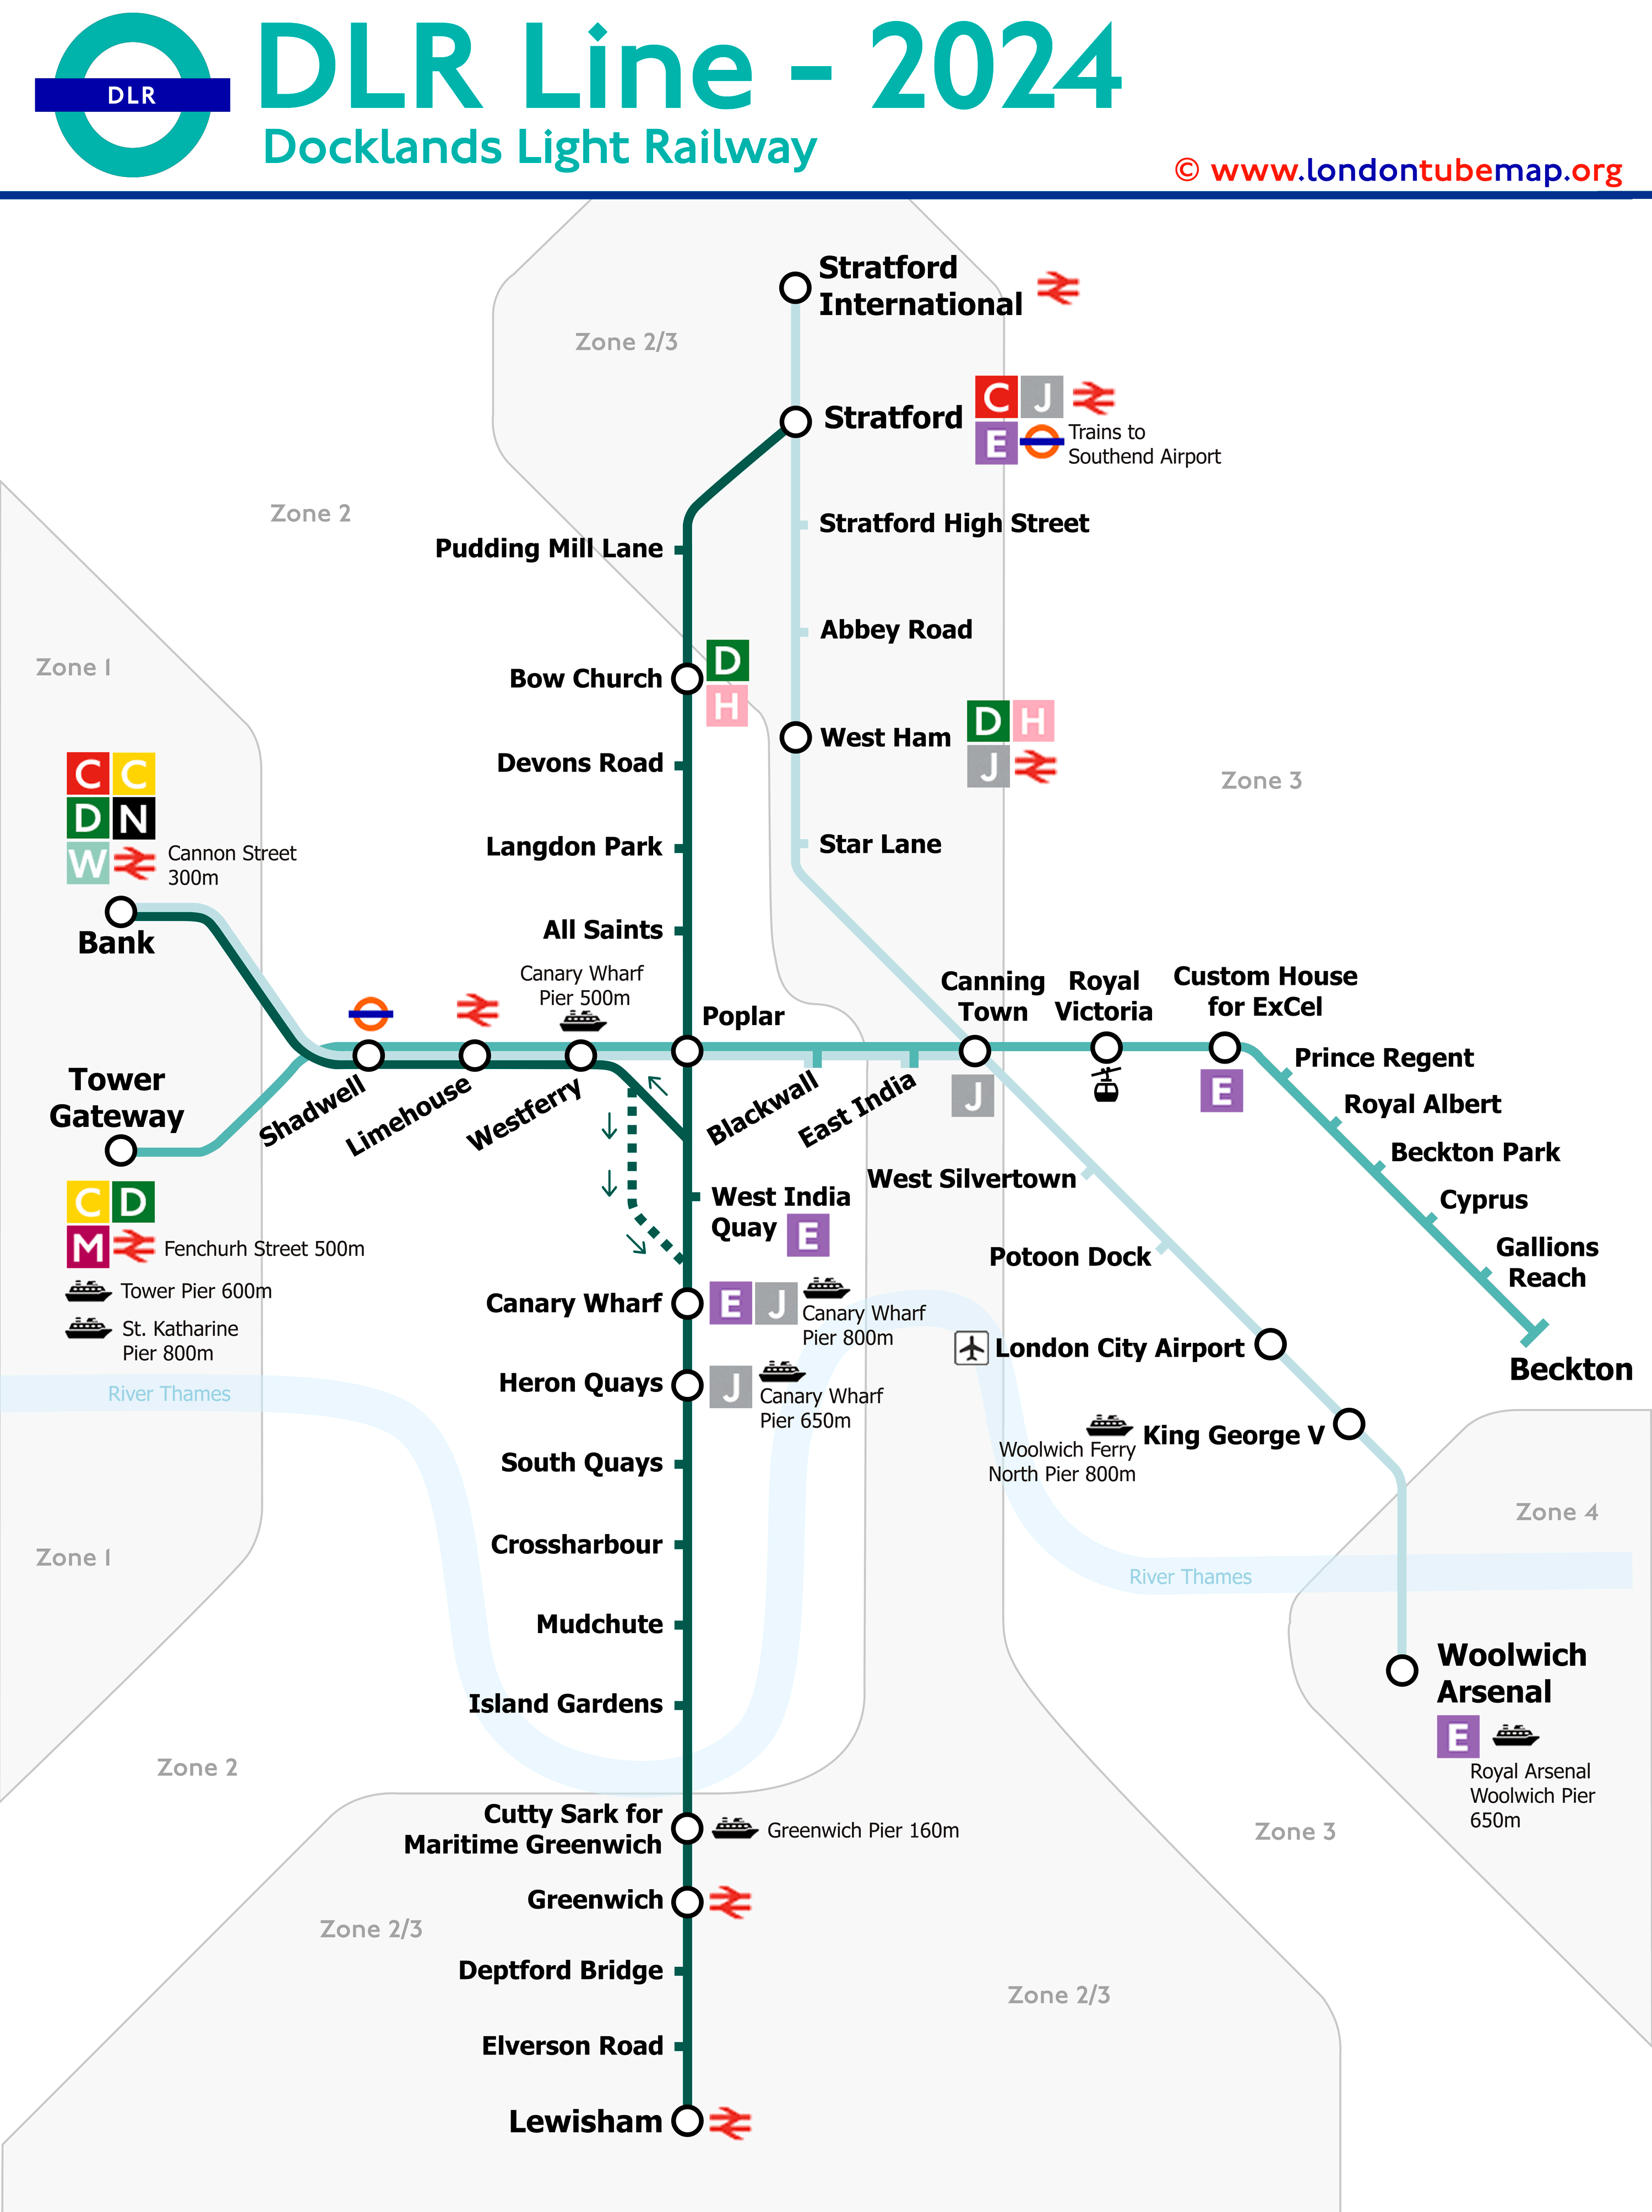 DLR
DLR Line - 2024
Docklands Light Railway
© www.londontubemap.org
Stratford
International
Zone 2/3
Stratford
C J
E
Trains to
Southend Airport
Zone 2
Stratford High Street
Pudding Mill Lane
Abbey Road
Zone 1
Bow Church
D
H
West Ham
D H
J
Devons Road
Zone 3
C C
D N
W
Cannon Street
300m
Bank
Langdon Park
Star Lane
All Saints
Canary Wharf
Pier 500m
Poplar
Canning
Town
J
Royal
Victoria
Custom House
for ExCel
E
Tower
Gateway
Shadwell
Limehouse
Westferry
Blackwall
East India
Prince Regent
Royal Albert
Beckton Park
Cyprus
Gallions
Reach
Beckton
C D
M
Fenchurh Street 500m
Tower Pier 600m
St. Katharine
Pier 800m
West India
Quay
E
West Silvertown
Potoon Dock
Canary Wharf
E J
Canary Wharf
Pier 800m
London City Airport
River Thames
Heron Quays
J
Canary Wharf
Pier 650m
King George V
Woolwich Ferry
North Pier 800m
South Quays
Zone 4
Crossharbour
Zone 1
River Thames
Mudchute
Island Gardens
Woolwich
Arsenal
E
Royal Arsenal
Woolwich Pier
650m
Zone 2
Cutty Sark for
Maritime Greenwich
Greenwich Pier 160m
Zone 3
Greenwich
Zone 2/3
Deptford Bridge
Zone 2/3
Elverson Road
Lewisham